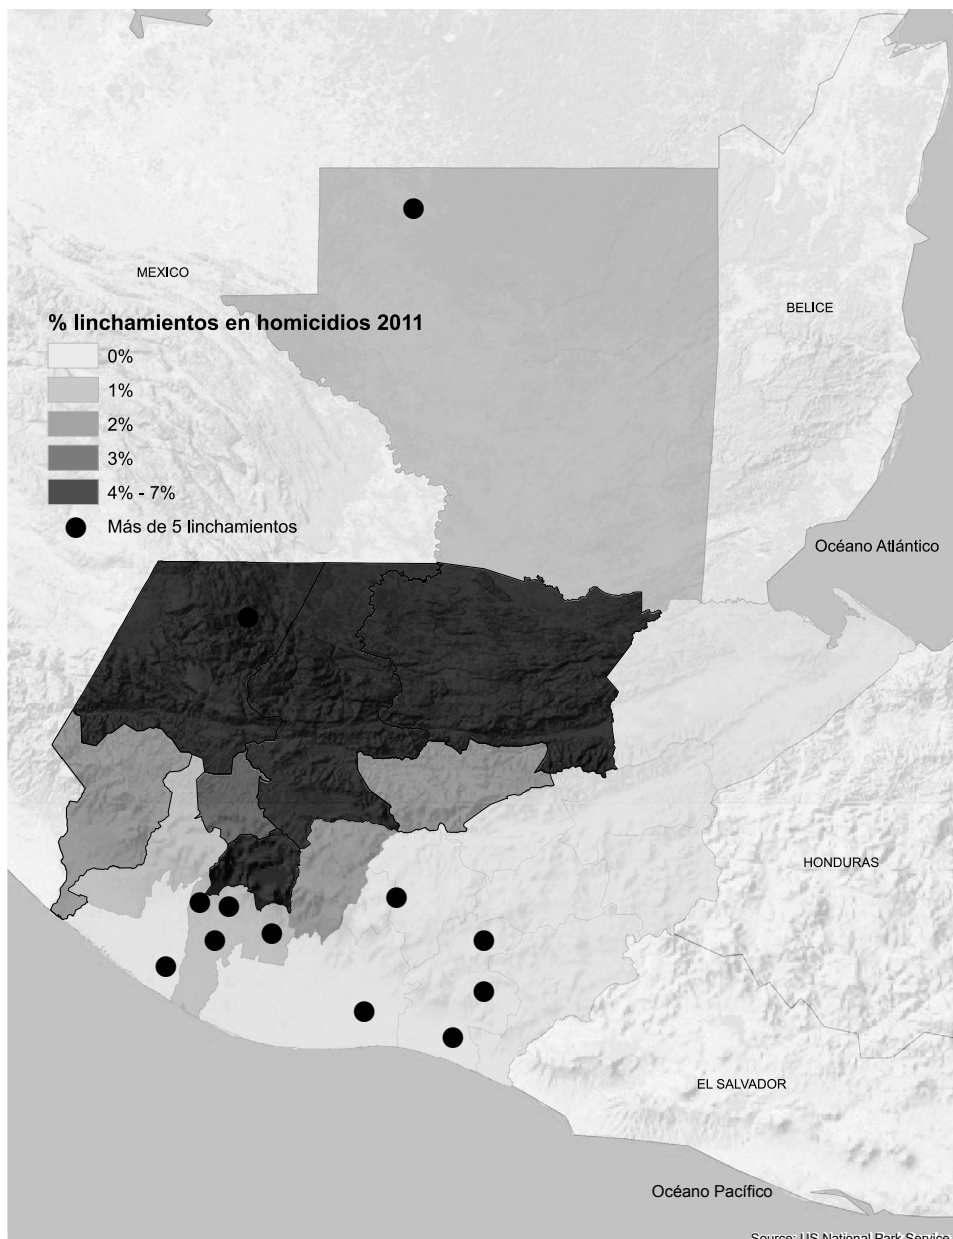 MEXICO
BELICE
% linchamientos en homicidios 2011
0%
1%
2%
3%
4% - 7%
Más de 5 linchamientos
Océano Atlántico
HONDURAS
EL SALVADOR
Océano Pacífico
Source: US National Park Service